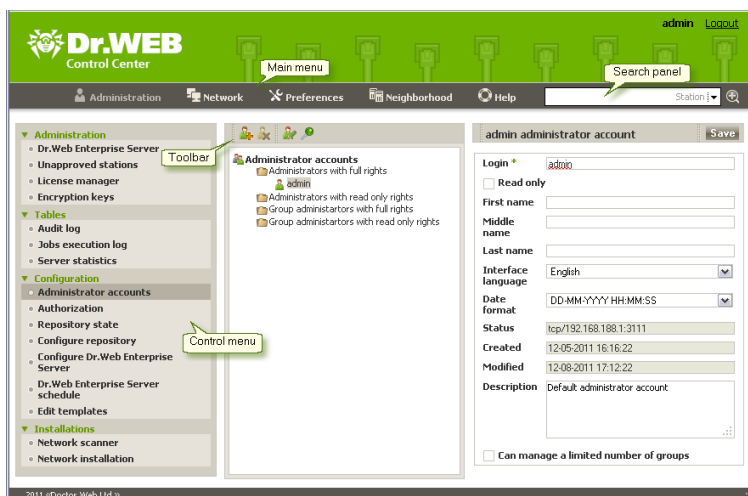 admin Logout
Dr.WEB
Control Center
Main menu
Search panel
Administration Network Preferences Neighborhood Help Station
Administration
Dr.Web Enterprise Server
Unapproved stations
License manager
Encryption keys
Tables
Audit log
Jobs execution log
Server statistics
Configuration
Administrator accounts
Authorization
Repository state
Configure repository
Configure Dr.Web Enterprise
Server
Dr.Web Enterprise Server
schedule
Edit templates
Installations
Network scanner
Network installation
Toolbar
Control menu
Administrator accounts
Administrators with full rights
admin
Administrators with read only rights
Group administartors with full rights
Group administartors with read only rights
admin administrator account Save
Login * admin
Read only
First name
Middle
name
Last name
Interface
language
English
Date
format
DD-MM-YYYY HH:MM:SS
Status tcp/192.168.188.1:3111
Created 12-05-2011 16:16:22
Modified 12-08-2011 17:12:22
Description Default administrator account
Can manage a limited number of groups
2011 «Doctor Web Ltd.»